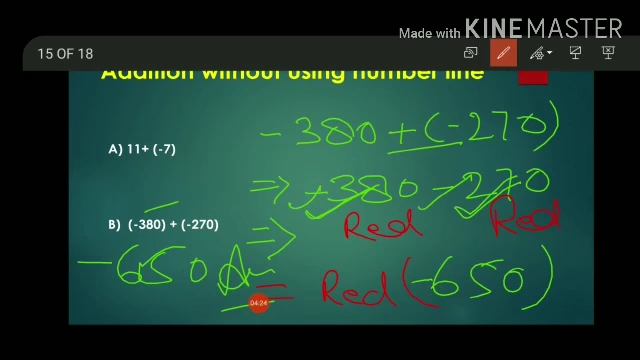 Made with KINEMASTER
15 OF 18
Addition without using number line
- 380 + (-270)
A) 11+ (-7)
=> -380 - 270
B) (-380) + (-270)
=> Red Red
-650 An
= Red (-650)
04:24